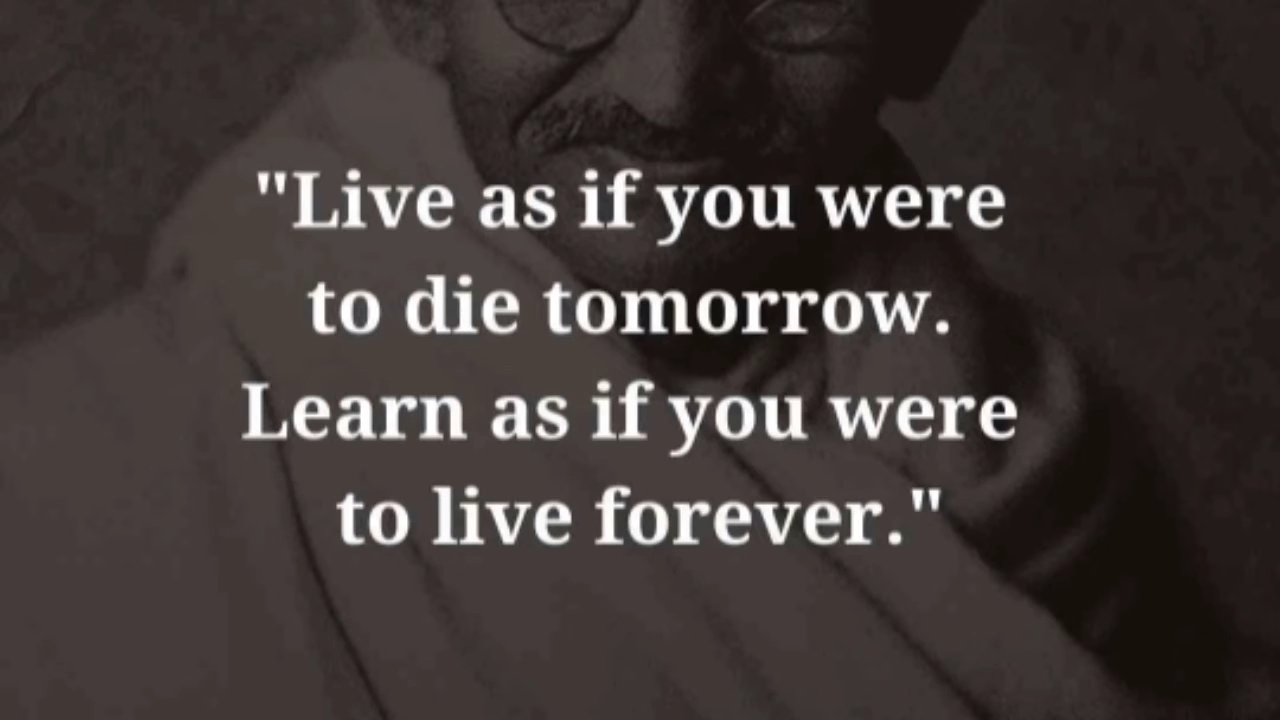 "Live as if you were
to die tomorrow.
Learn as if you were
to live forever."